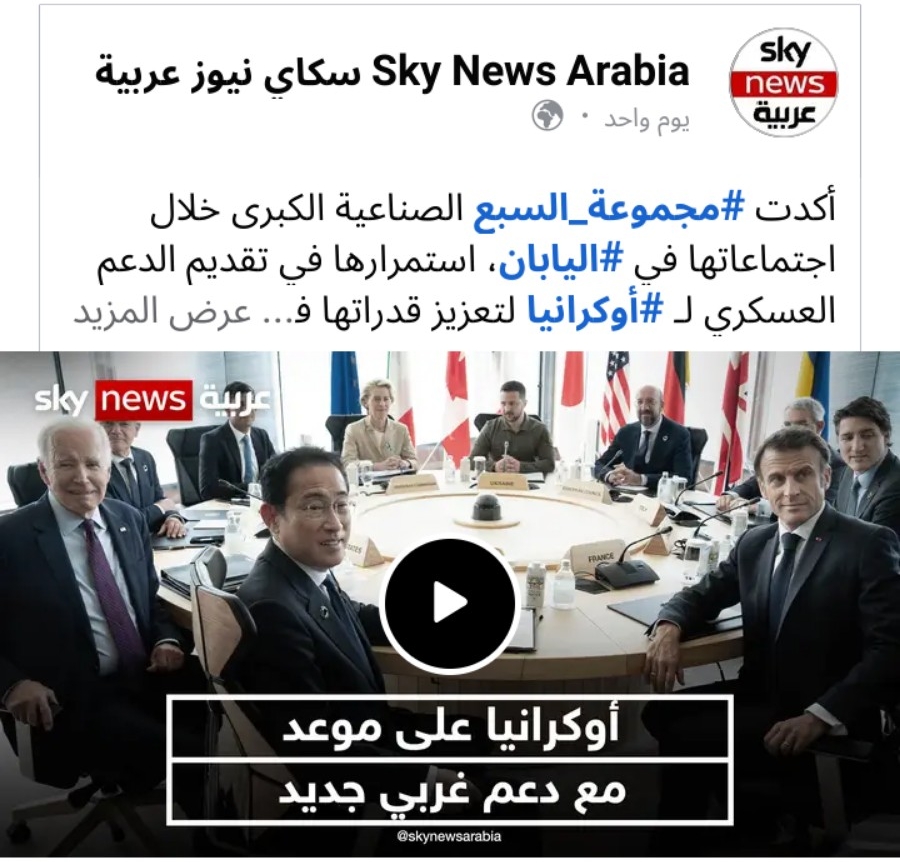 Sky News Arabia سكاي نيوز عربية
sky
news
عربية
يوم واحد ·
أكدت #مجموعة_السبع الصناعية الكبرى خلال
اجتماعاتها في #اليابان، استمرارها في تقديم الدعم
العسكري لـ #أوكرانيا لتعزيز قدراتها ف... عرض المزيد
sky news عربية
UKRAINE
FRANCE
أوكرانيا على موعد
مع دعم غربي جديد
@skynewsarabia